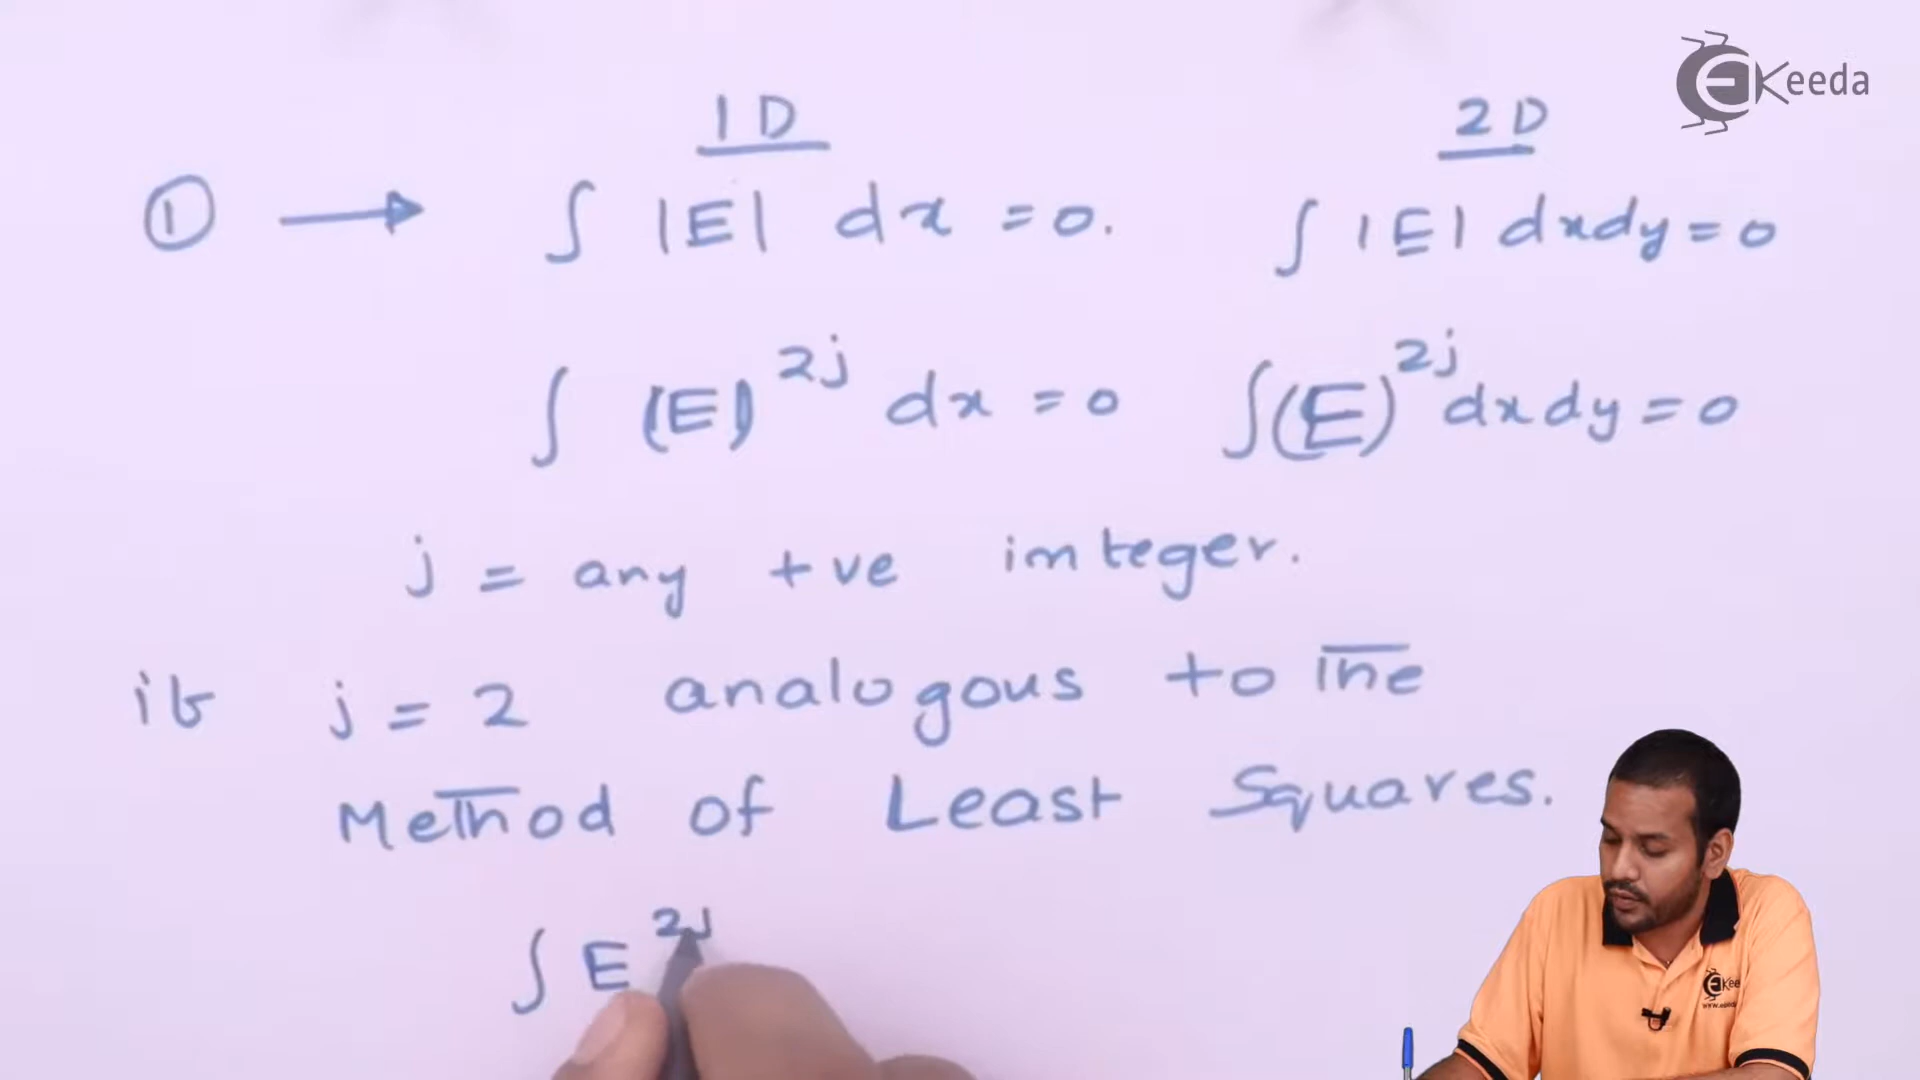 EKeeda
1D 2D
① → ∫ |E| dx = 0. ∫ |E| dxdy = 0
∫ (E)^2j dx = 0 ∫(E)^2j dxdy = 0
j = any +ve integer.
if j = 2 analogous to the
Method of Least Squares.
∫ E^2j